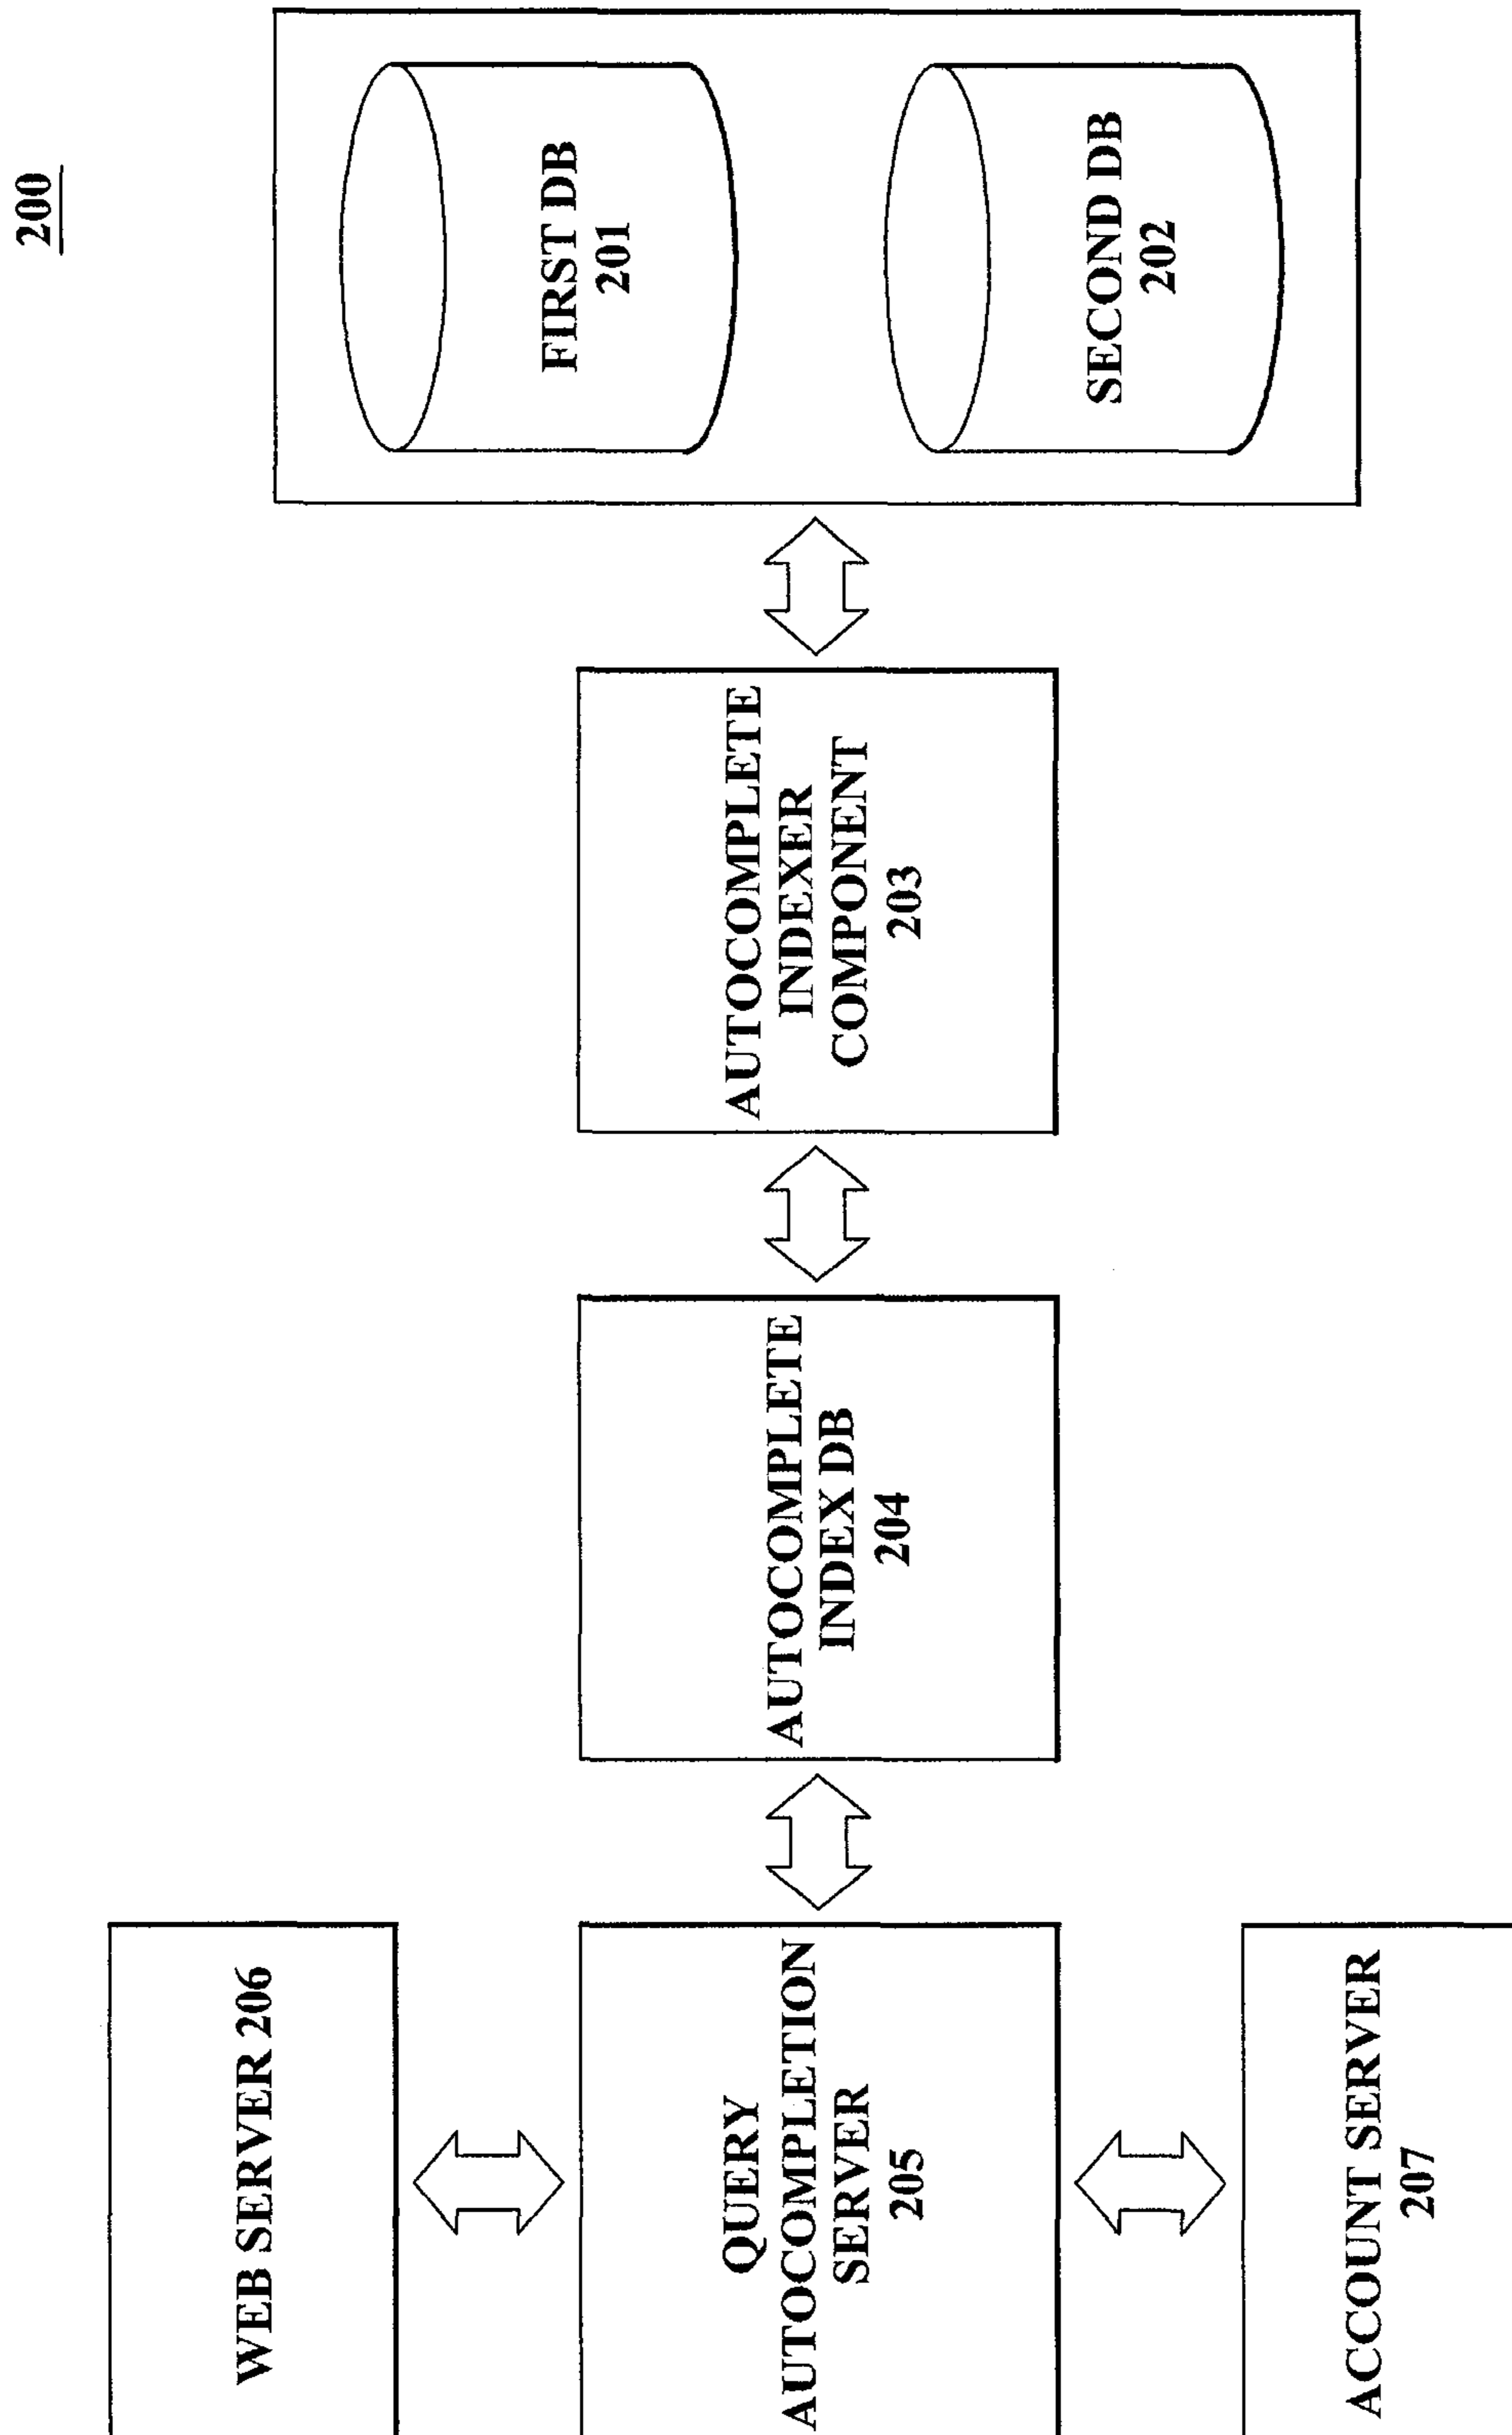 200
FIRST DB
201
SECOND DB
202
AUTOCOMPLETE
INDEXER
COMPONENT
203
AUTOCOMPLETE
INDEX DB
204
WEB SERVER 206
QUERY
AUTOCOMPLETION
SERVER
205
ACCOUNT SERVER
207